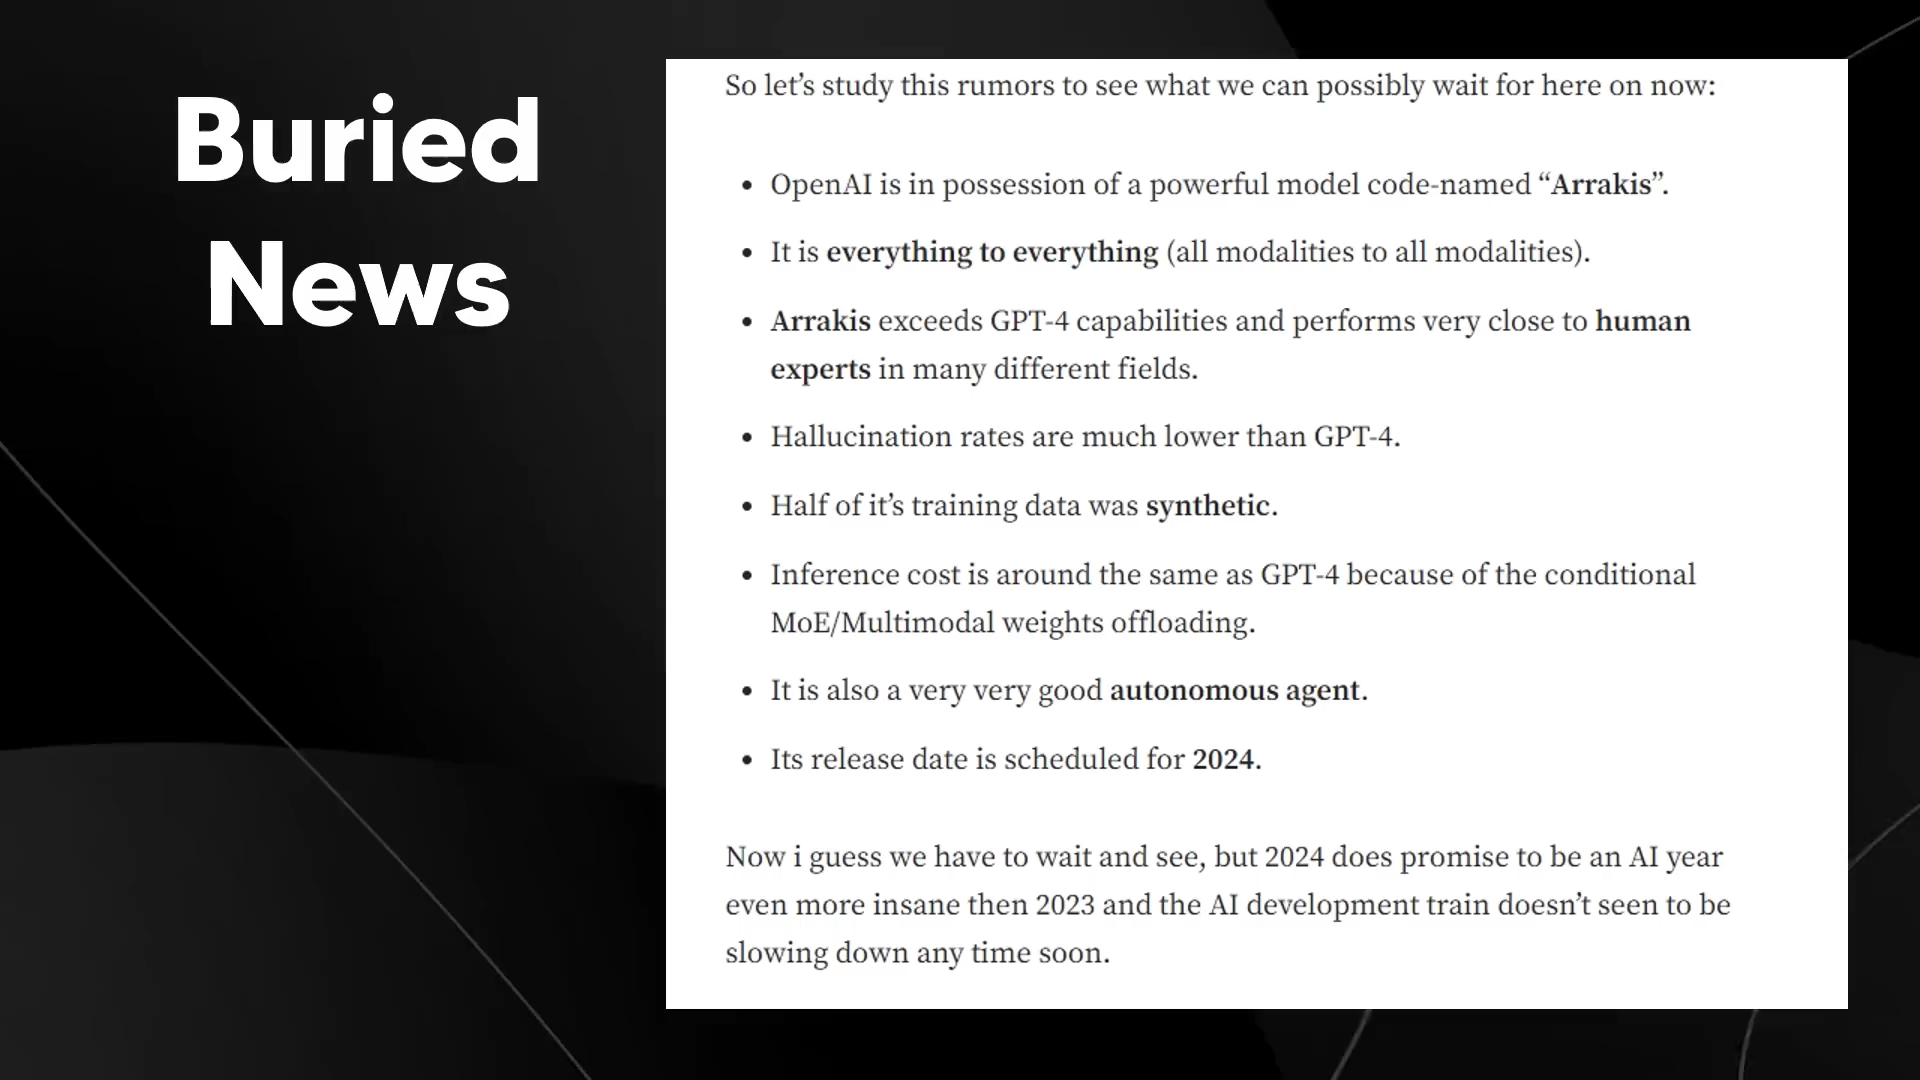 Buried
News
So let’s study this rumors to see what we can possibly wait for here on now:
• OpenAI is in possession of a powerful model code-named “Arrakis”.
• It is everything to everything (all modalities to all modalities).
• Arrakis exceeds GPT-4 capabilities and performs very close to human
experts in many different fields.
• Hallucination rates are much lower than GPT-4.
• Half of it’s training data was synthetic.
• Inference cost is around the same as GPT-4 because of the conditional
MoE/Multimodal weights offloading.
• It is also a very very good autonomous agent.
• Its release date is scheduled for 2024.
Now i guess we have to wait and see, but 2024 does promise to be an AI year
even more insane then 2023 and the AI development train doesn’t seen to be
slowing down any time soon.